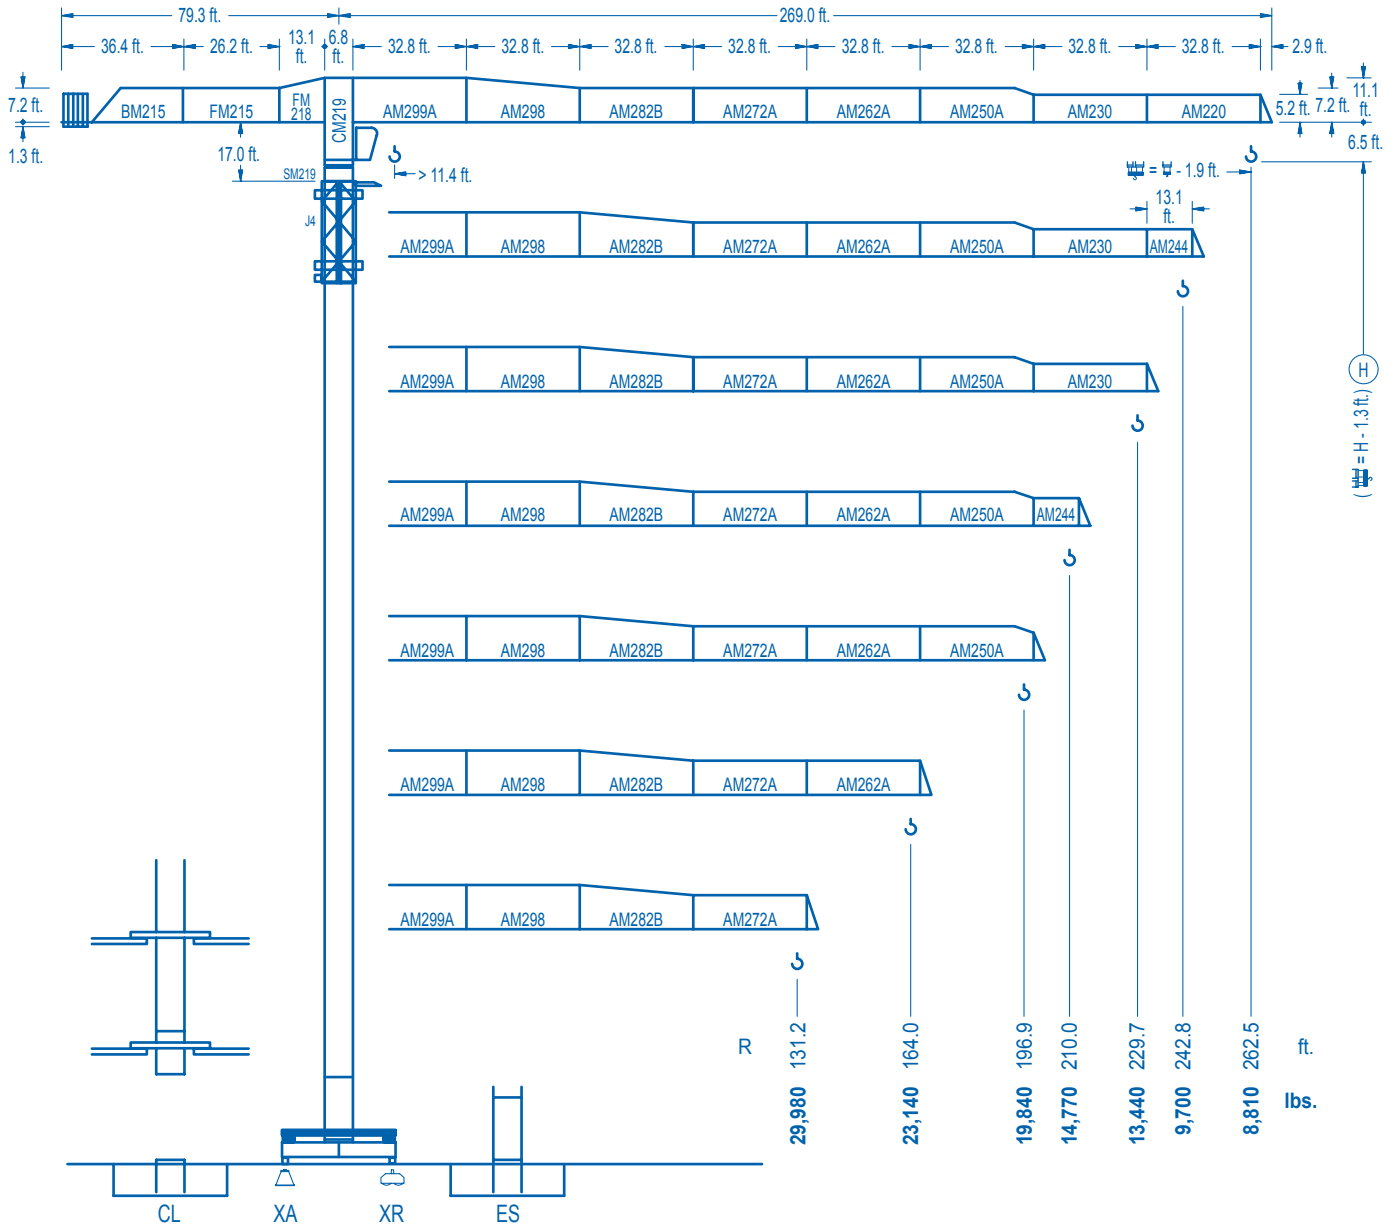 79.3 ft. 269.0 ft.
36.4 ft. 26.2 ft. 13.1 ft. 6.8 ft. 32.8 ft. 32.8 ft. 32.8 ft. 32.8 ft. 32.8 ft. 32.8 ft. 32.8 ft. 32.8 ft. 2.9 ft.
7.2 ft. BM215 FM215 FM 218 CM219 AM299A AM298 AM282B AM272A AM262A AM250A AM230 AM220 5.2 ft. 7.2 ft. 11.1 ft.
1.3 ft. 17.0 ft. 6.5 ft.
SM219 > 11.4 ft. = - 1.9 ft.
13.1 ft.
J4
AM299A AM298 AM282B AM272A AM262A AM250A AM230 AM244
H
( = H - 1.3 ft.)
AM299A AM298 AM282B AM272A AM262A AM250A AM230
AM299A AM298 AM282B AM272A AM262A AM250A AM244
AM299A AM298 AM282B AM272A AM262A AM250A
AM299A AM298 AM282B AM272A AM262A
AM299A AM298 AM282B AM272A
R 131.2 164.0 196.9 210.0 229.7 242.8 262.5 ft.
29,980 23,140 19,840 14,770 13,440 9,700 8,810 lbs.
CL XA XR ES